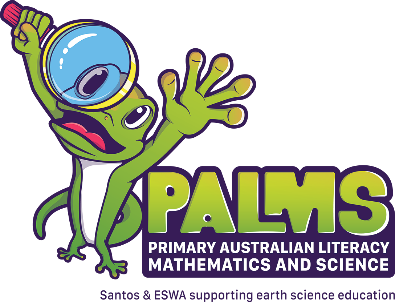 PALMS
PRIMARY AUSTRALIAN LITERACY
MATHEMATICS AND SCIENCE
Santos & ESWA supporting earth science education